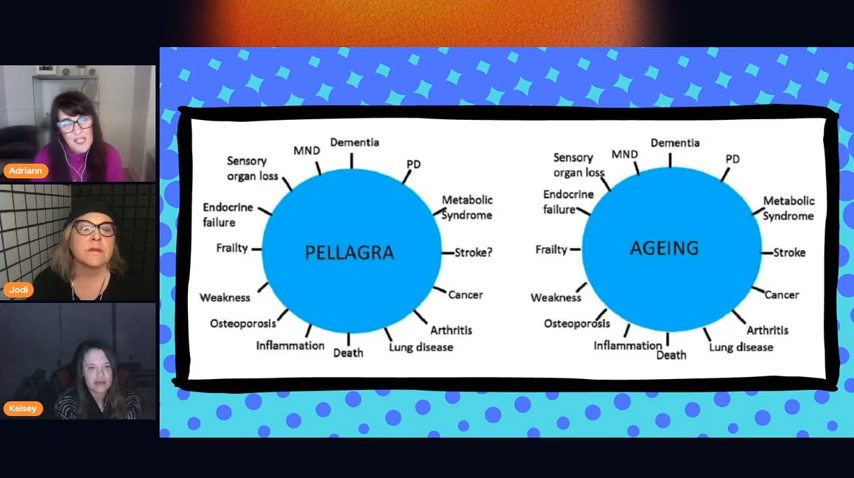 Adriann
Jodi
Kelsey
Dementia
MND
PD
Sensory
organ loss
Metabolic
Syndrome
Endocrine
failure
Frailty
PELLAGRA
Stroke?
Weakness
Cancer
Osteoporosis
Arthritis
Inflammation
Death
Lung disease
Dementia
MND
PD
Sensory
organ loss
Metabolic
Syndrome
Endocrine
failure
Frailty
AGEING
Stroke
Weakness
Cancer
Osteoporosis
Arthritis
Inflammation
Death
Lung disease